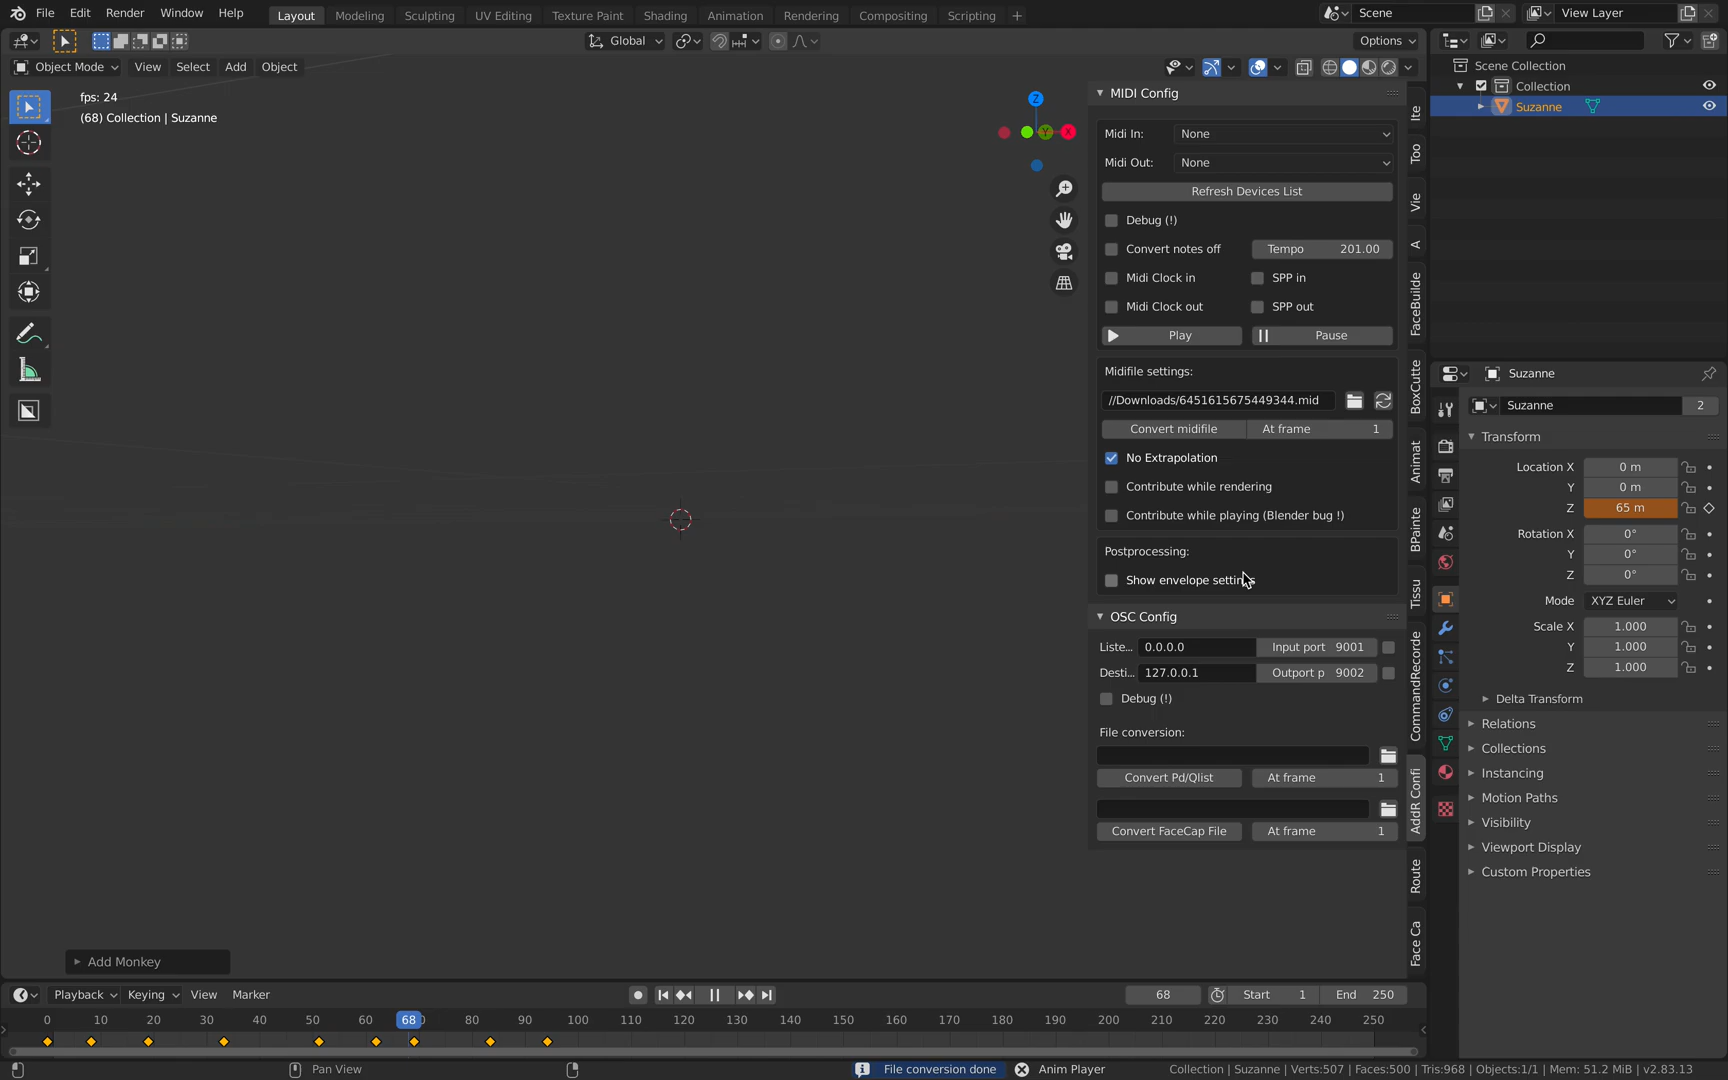 File Edit Render Window Help Layout Modeling Sculpting UV Editing Texture Paint Shading Animation Rendering Compositing Scripting + Scene View Layer
Global Options
Object Mode View Select Add Object
fps: 24
(68) Collection | Suzanne
Z
Y
X
MIDI Config
Midi In: None
Midi Out: None
Refresh Devices List
Debug (!)
Convert notes off Tempo 201.00
Midi Clock in SPP in
Midi Clock out SPP out
Play Pause
Midifile settings:
//Downloads/6451615675449344.mid
Convert midifile At frame 1
No Extrapolation
Contribute while rendering
Contribute while playing (Blender bug !)
Postprocessing:
Show envelope settings
OSC Config
Liste... 0.0.0.0 Input port 9001
Desti... 127.0.0.1 Outport p 9002
Debug (!)
File conversion:
Convert Pd/Qlist At frame 1
Convert FaceCap File At frame 1
Ite
Too
Vie
A
FaceBuilde
BoxCutte
Animat
BPainte
Tissu
CommandRecorde
AddR Confi
Route
Face Ca
Scene Collection
Collection
Suzanne
Suzanne
Suzanne 2
Transform
Location X 0 m
Y 0 m
Z 65 m
Rotation X 0°
Y 0°
Z 0°
Mode XYZ Euler
Scale X 1.000
Y 1.000
Z 1.000
Delta Transform
Relations
Collections
Instancing
Motion Paths
Visibility
Viewport Display
Custom Properties
Add Monkey
Playback Keying View Marker 68 Start 1 End 250
0 10 20 30 40 50 60 68 80 90 100 110 120 130 140 150 160 170 180 190 200 210 220 230 240 250
Pan View File conversion done Anim Player Collection | Suzanne | Verts:507 | Faces:500 | Tris:968 | Objects:1/1 | Mem: 51.2 MiB | v2.83.13